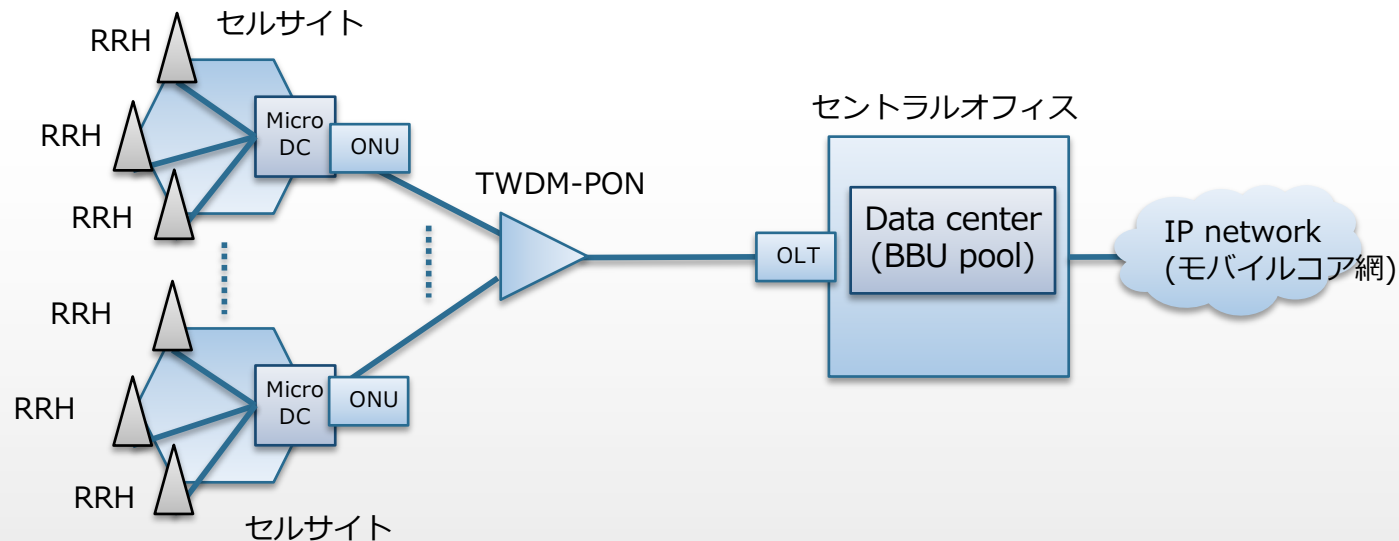 セルサイト
RRH
RRH
RRH
Micro
DC
ONU
TWDM-PON
セントラルオフィス
OLT
Data center
(BBU pool)
IP network
(モバイルコア網)
RRH
RRH
RRH
Micro
DC
ONU
セルサイト